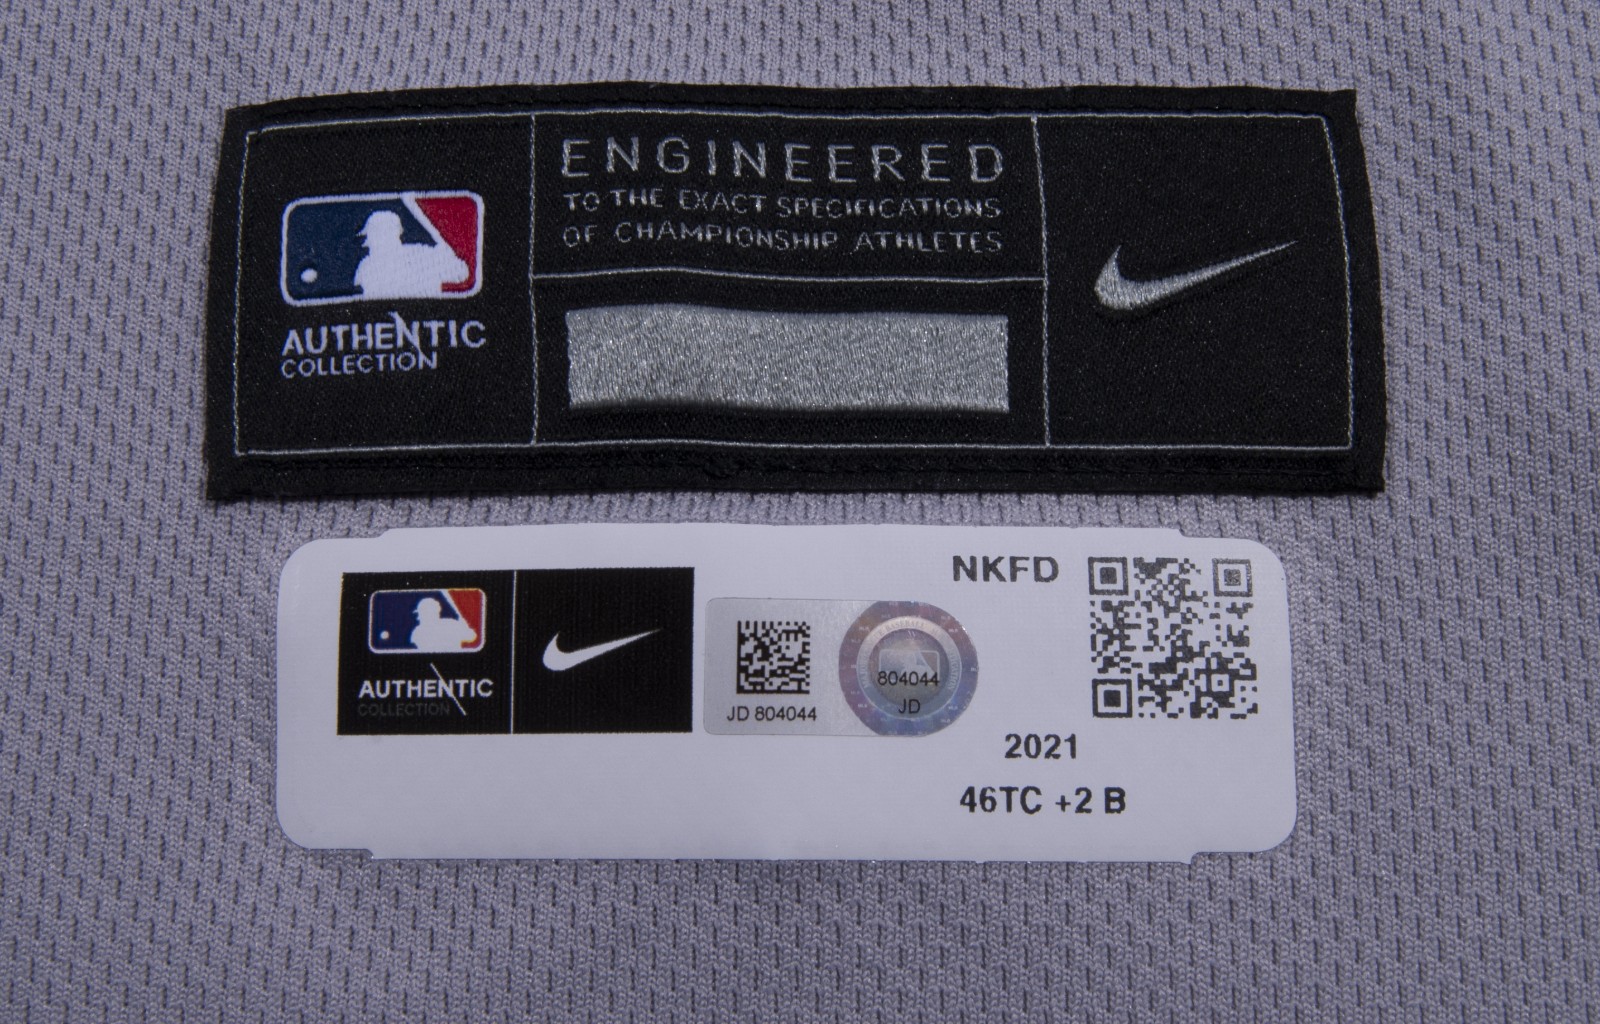 ENGINEERED
TO THE EXACT SPECIFICATIONS
OF CHAMPIONSHIP ATHLETES
AUTHENTIC
COLLECTION
NKFD
AUTHENTIC
COLLECTION
JD 804044
804044
JD
2021
46TC +2 B